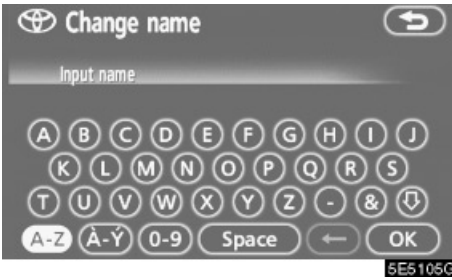 Change name
Input name
A B C D E F G H I J
K L M N O P Q R S
T U V W X Y Z - &
A-Z À-Ý 0-9 Space ← OK
5E5105G